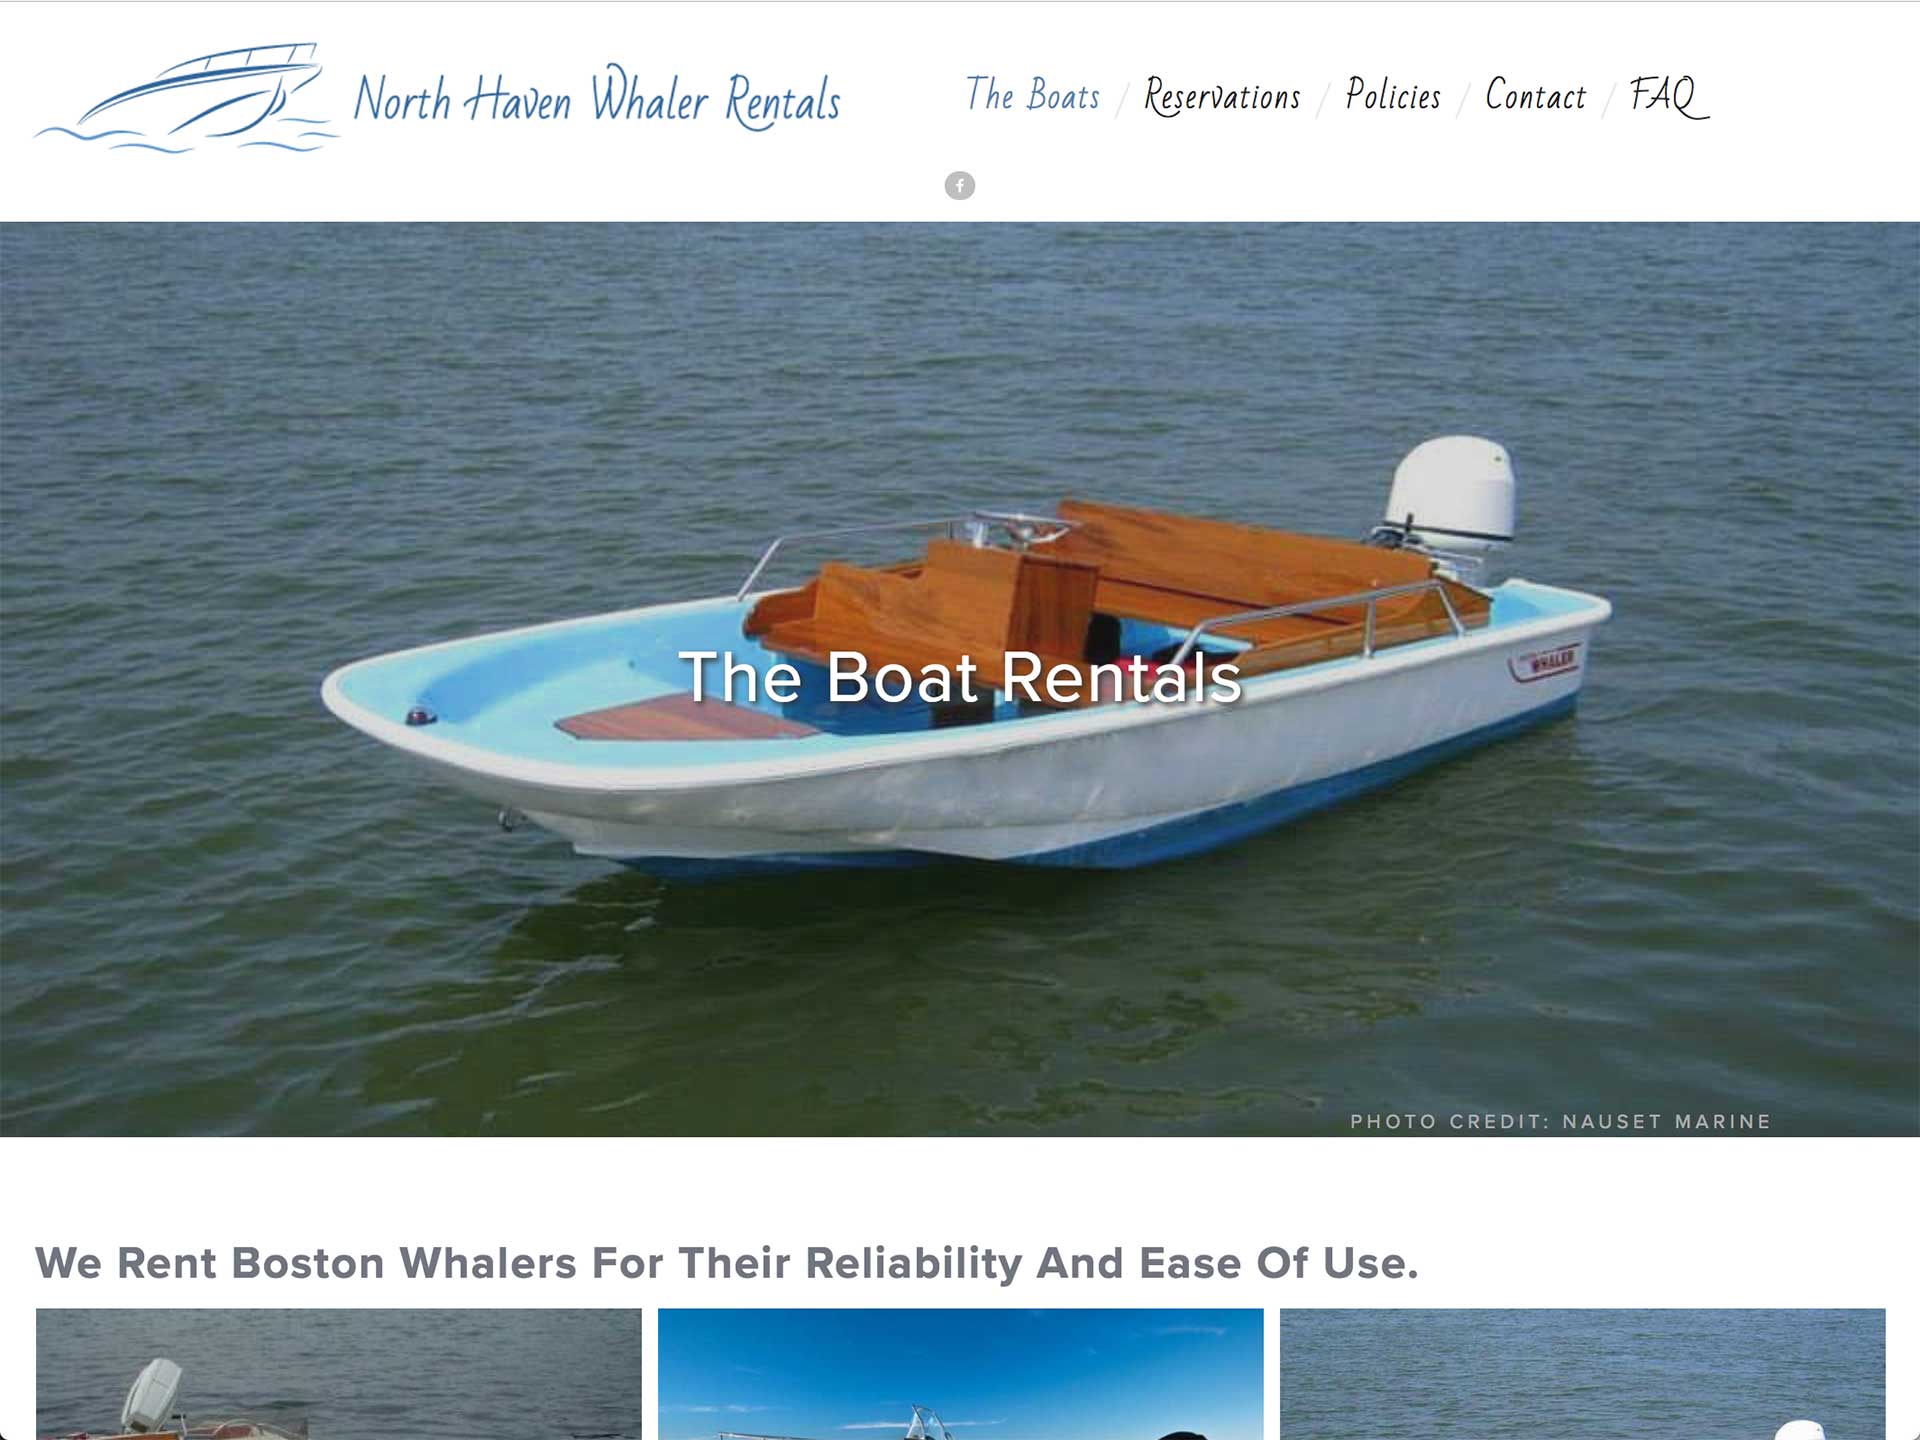 North Haven Whaler Rentals
The Boats / Reservations / Policies / Contact / FAQ
WHALER
The Boat Rentals
PHOTO CREDIT: NAUSET MARINE
We Rent Boston Whalers For Their Reliability And Ease Of Use.